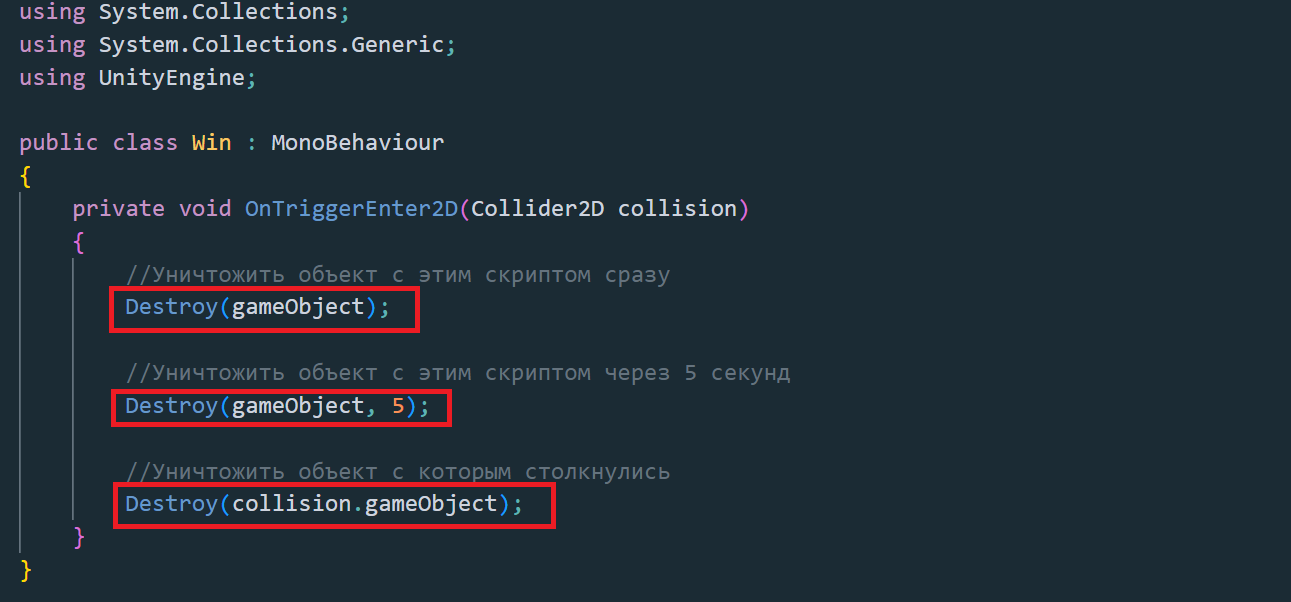 using System.Collections;
using System.Collections.Generic;
using UnityEngine;
public class Win : MonoBehaviour
{
private void OnTriggerEnter2D(Collider2D collision)
{
//Уничтожить объект с этим скриптом сразу
Destroy(gameObject);
//Уничтожить объект с этим скриптом через 5 секунд
Destroy(gameObject, 5);
//Уничтожить объект с которым столкнулись
Destroy(collision.gameObject);
}
}